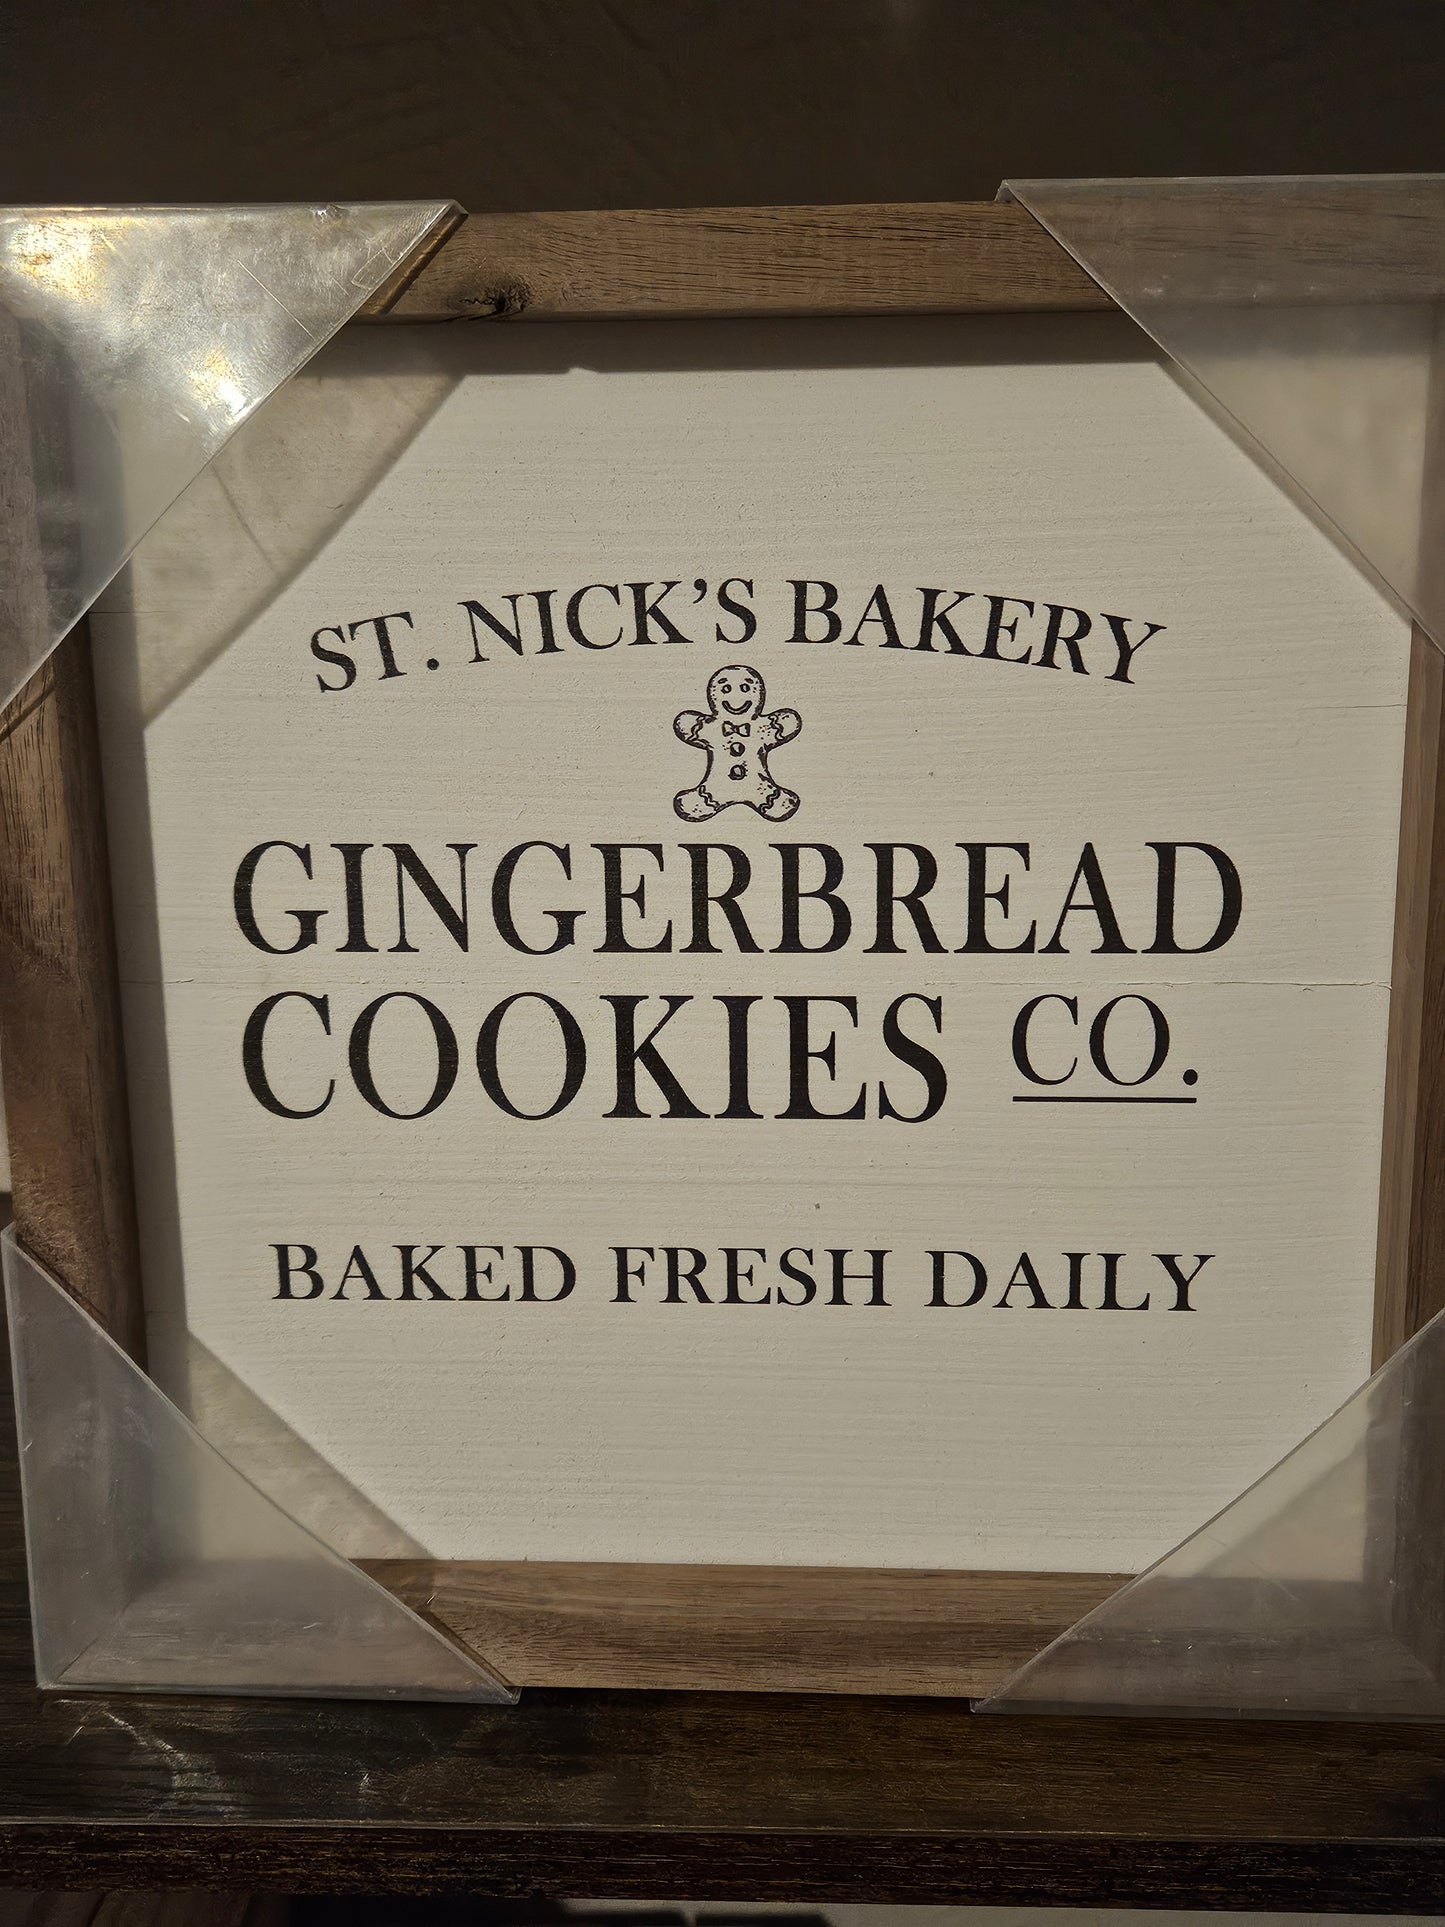 ST. NICK'S BAKERY
GINGERBREAD
COOKIES CO.
BAKED FRESH DAILY